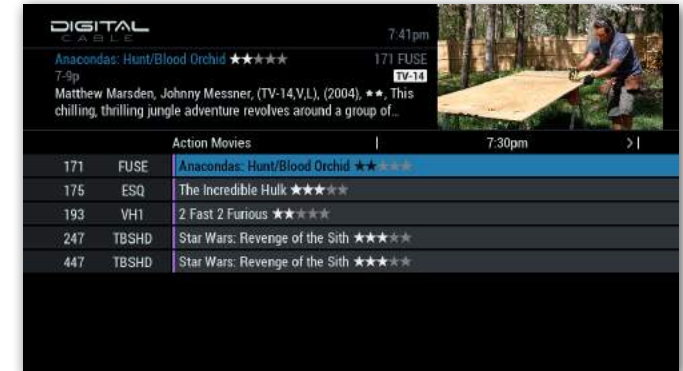 DIGITAL
CABLE
7:41pm
Anacondas: Hunt/Blood Orchid ★★★★★ 171 FUSE
7-9p TV-14
Matthew Marsden, Johnny Messner, (TV-14,V,L), (2004), ★★, This
chilling, thrilling jungle adventure revolves around a group of...
Action Movies | 7:30pm >|
171 FUSE Anacondas: Hunt/Blood Orchid ★★★★★
175 ESQ The Incredible Hulk ★★★★★
193 VH1 2 Fast 2 Furious ★★★★★
247 TBSHD Star Wars: Revenge of the Sith ★★★★★
447 TBSHD Star Wars: Revenge of the Sith ★★★★★